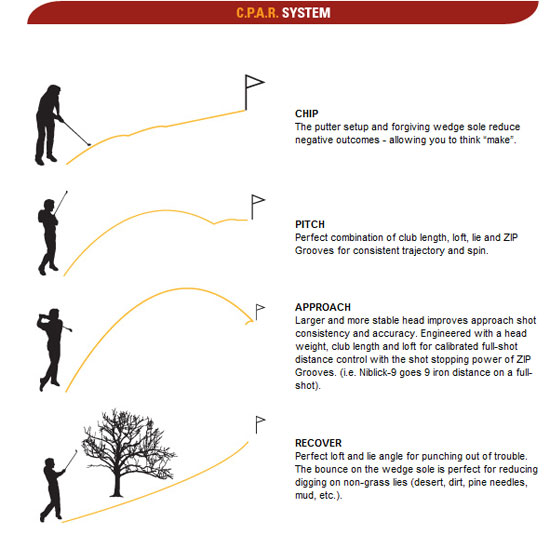 C.P.A.R. SYSTEM
CHIP
The putter setup and forgiving wedge sole reduce
negative outcomes - allowing you to think “make”.
PITCH
Perfect combination of club length, loft, lie and ZIP
Grooves for consistent trajectory and spin.
APPROACH
Larger and more stable head improves approach shot
consistency and accuracy. Engineered with a head
weight, club length and loft for calibrated full-shot
distance control with the shot stopping power of ZIP
Grooves. (i.e. Niblick-9 goes 9 iron distance on a full-
shot).
RECOVER
Perfect loft and lie angle for punching out of trouble.
The bounce on the wedge sole is perfect for reducing
digging on non-grass lies (desert, dirt, pine needles,
mud, etc.).